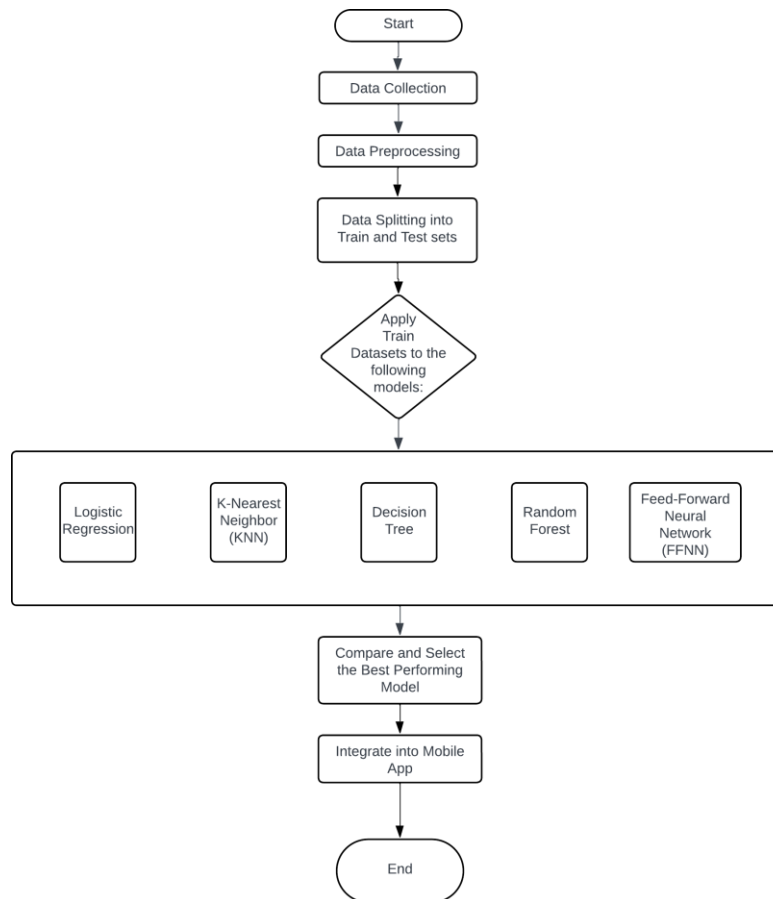 Start
Data Collection
Data Preprocessing
Data Splitting into
Train and Test sets
Apply
Train
Datasets to the
following
models:
Logistic
Regression
K-Nearest
Neighbor
(KNN)
Decision
Tree
Random
Forest
Feed-Forward
Neural
Network
(FFNN)
Compare and Select
the Best Performing
Model
Integrate into Mobile
App
End